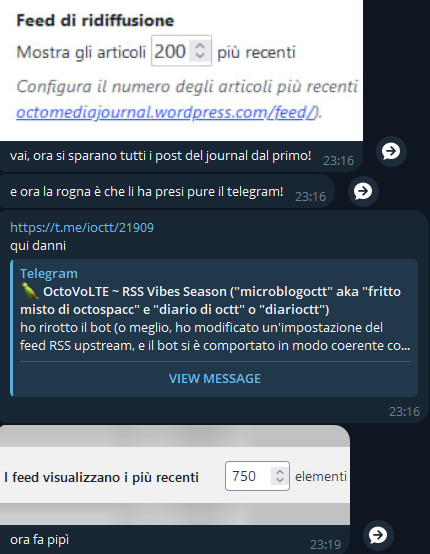 Feed di ridiffusione
Mostra gli articoli 200 più recenti
Configura il numero degli articoli più recenti
octomediajournal.wordpress.com/feed/).
vai, ora si sparano tutti i post del journal dal primo! 23:16
e ora la rogna è che li ha presi pure il telegram! 23:16
https://t.me/ioctt/21909
qui danni
Telegram
🦜 OctoVoLTE ~ RSS Vibes Season ("microblogoctt" aka "fritto
misto di octospacc" e "diario di octt" o "diarioctt")
ho rirotto il bot (o meglio, ho modificato un'impostazione del
feed RSS upstream, e il bot si è comportato in modo coerente co...
VIEW MESSAGE
23:16
I feed visualizzano i più recenti 750 elementi
ora fa pipì 23:19